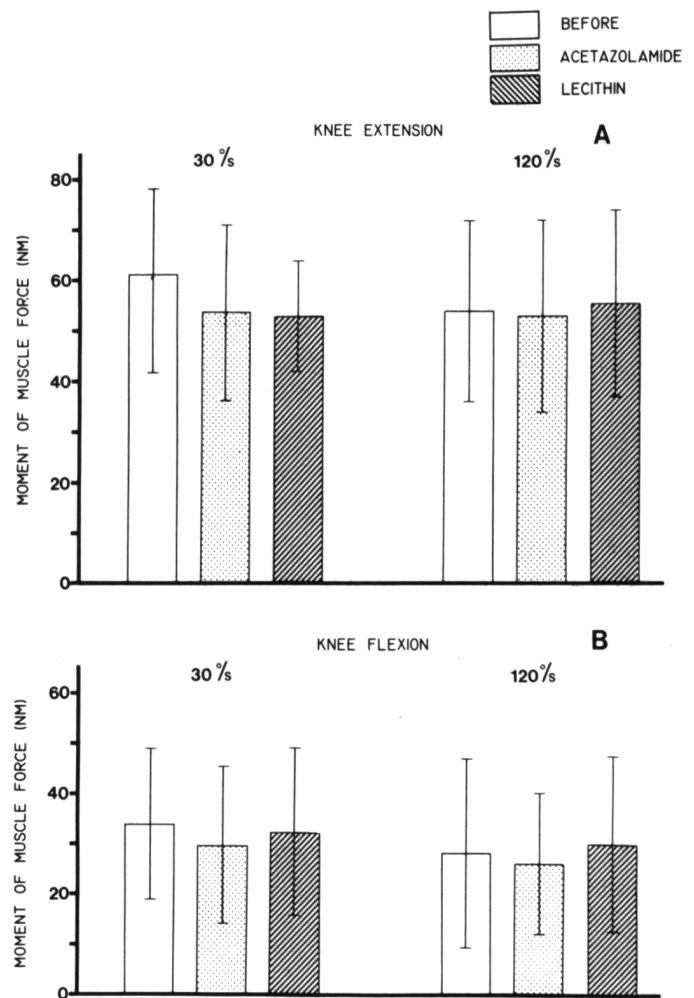 BEFORE
ACETAZOLAMIDE
LECITHIN
KNEE EXTENSION
A
30°/s
120°/s
MOMENT OF MUSCLE FORCE (NM)
80
60
40
20
0
KNEE FLEXION
B
30°/s
120°/s
MOMENT OF MUSCLE FORCE (NM)
60
40
20
0